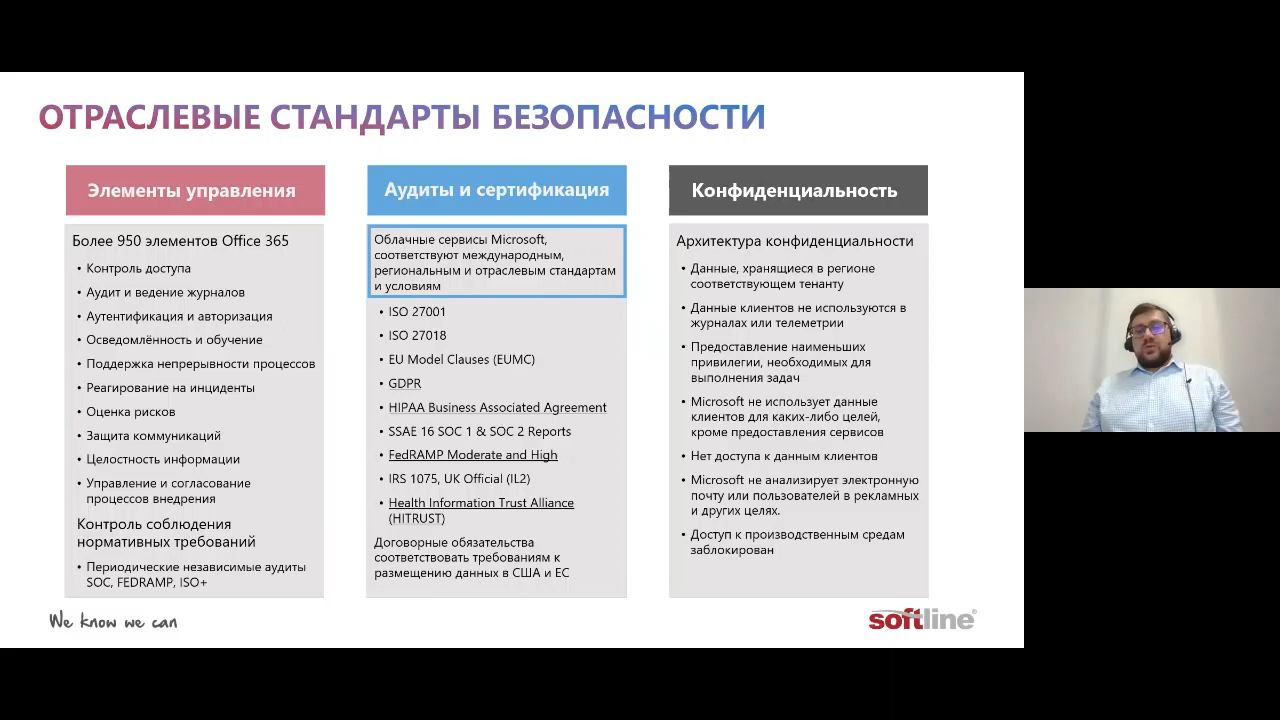 ОТРАСЛЕВЫЕ СТАНДАРТЫ БЕЗОПАСНОСТИ
Элементы управления
Более 950 элементов Office 365
• Контроль доступа
• Аудит и ведение журналов
• Аутентификация и авторизация
• Осведомлённость и обучение
• Поддержка непрерывности процессов
• Реагирование на инциденты
• Оценка рисков
• Защита коммуникаций
• Целостность информации
• Управление и согласование
процессов внедрения
Контроль соблюдения
нормативных требований
• Периодические независимые аудиты
SOC, FEDRAMP, ISO+
Аудиты и сертификация
Облачные сервисы Microsoft,
соответствуют международным,
региональным и отраслевым стандартам
и условиям
• ISO 27001
• ISO 27018
• EU Model Clauses (EUMC)
• GDPR
• HIPAA Business Associated Agreement
• SSAE 16 SOC 1 & SOC 2 Reports
• FedRAMP Moderate and High
• IRS 1075, UK Official (IL2)
• Health Information Trust Alliance
(HITRUST)
Договорные обязательства
соответствовать требованиям к
размещению данных в США и ЕС
Конфиденциальность
Архитектура конфиденциальности
• Данные, хранящиеся в регионе
соответствующем тенанту
• Данные клиентов не используются в
журналах или телеметрии
• Предоставление наименьших
привилегии, необходимых для
выполнения задач
• Microsoft не использует данные
клиентов для каких-либо целей,
кроме предоставления сервисов
• Нет доступа к данным клиентов
• Microsoft не анализирует электронную
почту или пользователей в рекламных
и других целях.
• Доступ к производственным средам
заблокирован
We know we can
softline®